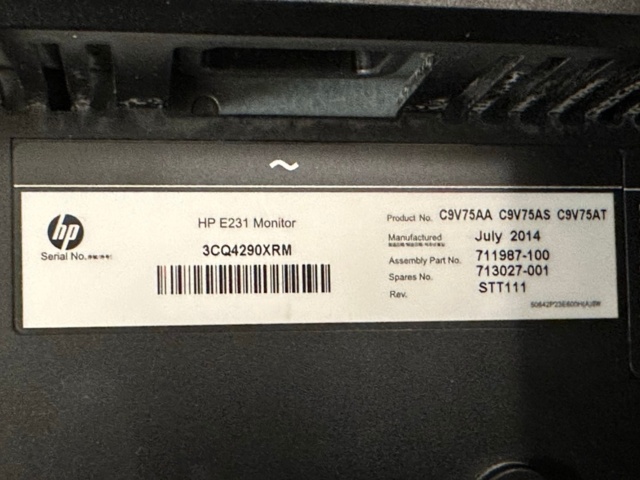 ~
hp
HP E231 Monitor
Serial No.
3CQ4290XRM
Product No. C9V75AA C9V75AS C9V75AT
Manufactured July 2014
Assembly Part No. 711987-100
Spares No. 713027-001
Rev. STT111